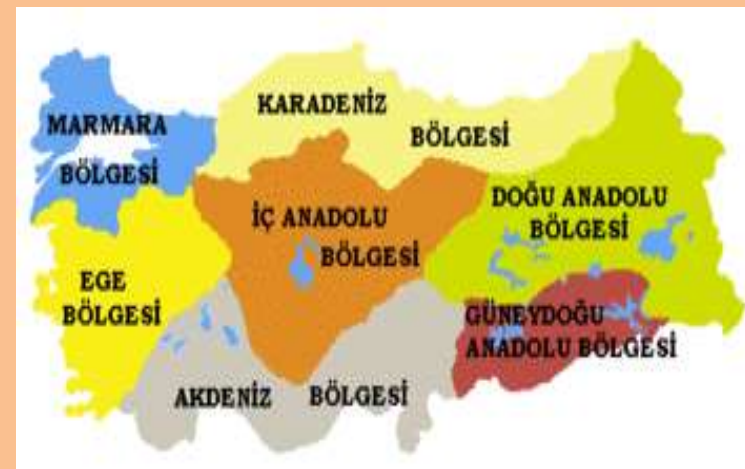 MARMARA
BÖLGESİ
KARADENİZ
BÖLGESİ
İÇ ANADOLU
BÖLGESİ
DOĞU ANADOLU
BÖLGESİ
EGE
BÖLGESİ
GÜNEYDOĞU
ANADOLU BÖLGESİ
AKDENİZ BÖLGESİ